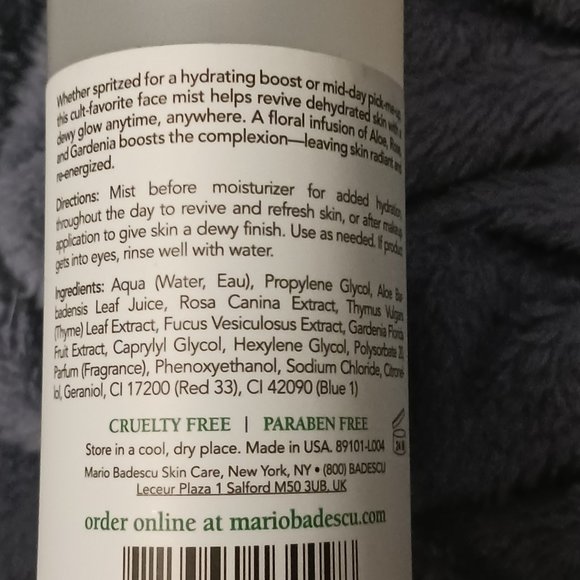 Whether spritzed for a hydrating boost or mid-day pick-me-up,
this cult-favorite face mist helps revive dehydrated skin with a
dewy glow anytime, anywhere. A floral infusion of Aloe, Rose,
and Gardenia boosts the complexion—leaving skin radiant and
re-energized.
Directions: Mist before moisturizer for added hydration,
throughout the day to revive and refresh skin, or after makeup
application to give skin a dewy finish. Use as needed. If product
gets into eyes, rinse well with water.
Ingredients: Aqua (Water, Eau), Propylene Glycol, Aloe Bar-
badensis Leaf Juice, Rosa Canina Extract, Thymus Vulgaris
(Thyme) Leaf Extract, Fucus Vesiculosus Extract, Gardenia Florida
Fruit Extract, Caprylyl Glycol, Hexylene Glycol, Polysorbate 20,
Parfum (Fragrance), Phenoxyethanol, Sodium Chloride, Citronel-
lol, Geraniol, CI 17200 (Red 33), CI 42090 (Blue 1)
CRUELTY FREE | PARABEN FREE
Store in a cool, dry place. Made in USA. 89101-L004
Mario Badescu Skin Care, New York, NY • (800) BADESCU
Leceur Plaza 1 Salford M50 3UB, UK
order online at mariobadescu.com